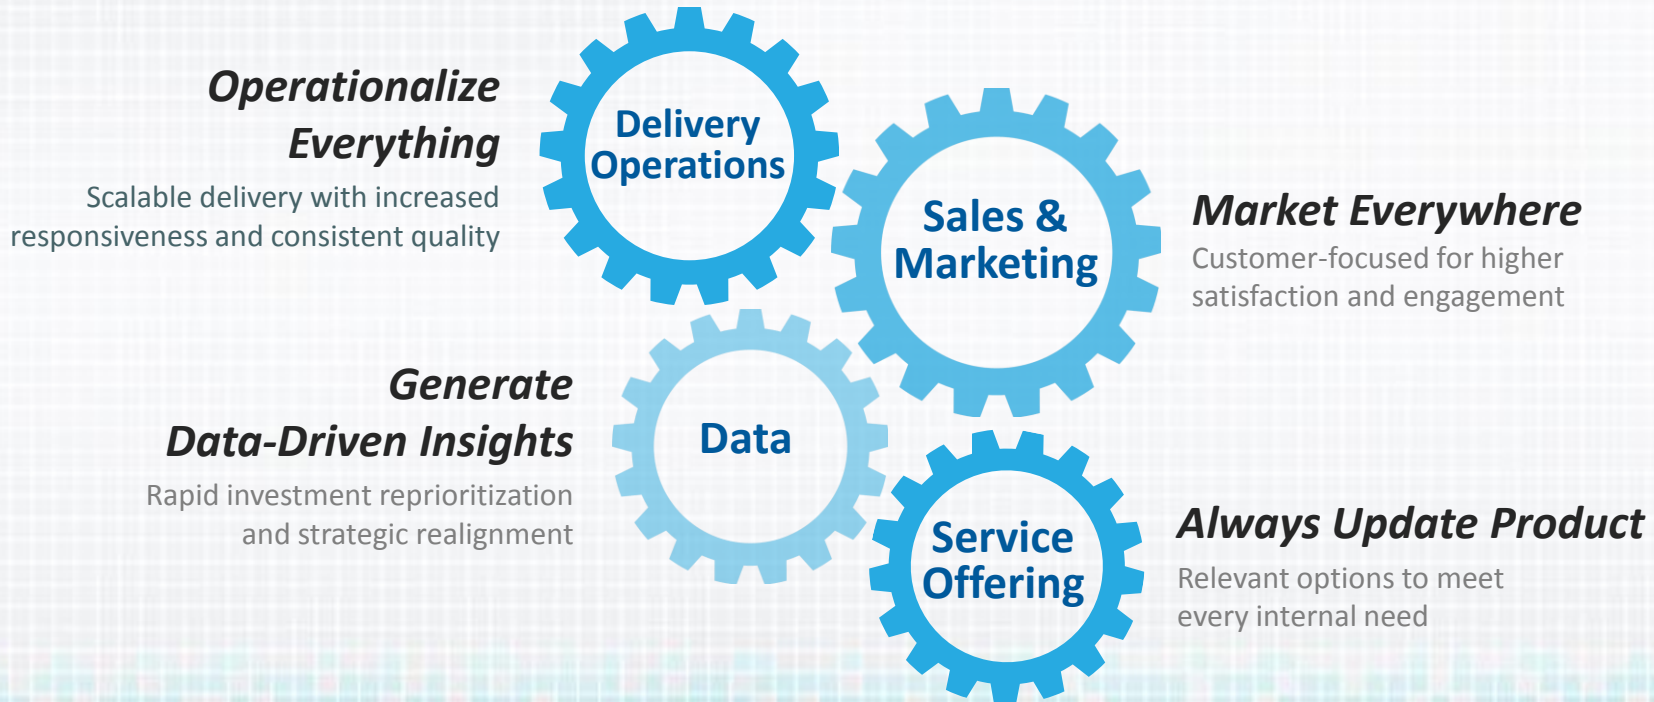 Operationalize
Everything
Scalable delivery with increased
responsiveness and consistent quality
Delivery
Operations
Sales &
Marketing
Market Everywhere
Customer-focused for higher
satisfaction and engagement
Generate
Data-Driven Insights
Rapid investment reprioritization
and strategic realignment
Data
Service
Offering
Always Update Product
Relevant options to meet
every internal need